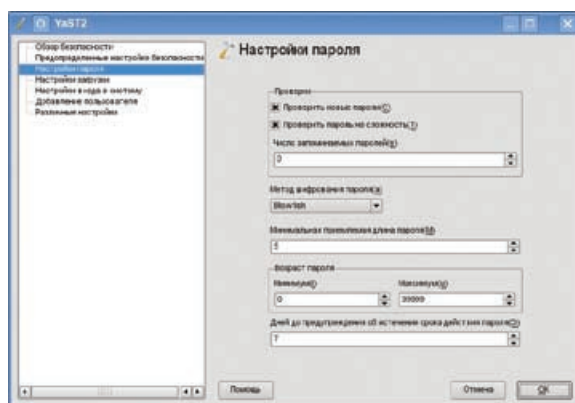 YaST2
Обзор безопасности
Предопределенные настройки безопасности
Настройки пароля
Настройки загрузки
Настройки входа в систему
Добавление пользователя
Различные настройки
Настройки пароля
Проверки
Проверить новые пароли(C)
Проверить пароль на сложность(T)
Число запоминаемых паролей(R)
0
Метод шифрования пароля(a)
Blowfish
Минимальная приемлемая длина пароля(M)
5
Возраст пароля
Минимум(I)
Максимум(X)
0
99999
Дней до предупреждения об истечении срока действия пароля(D)
7
Помощь
Отмена
OK